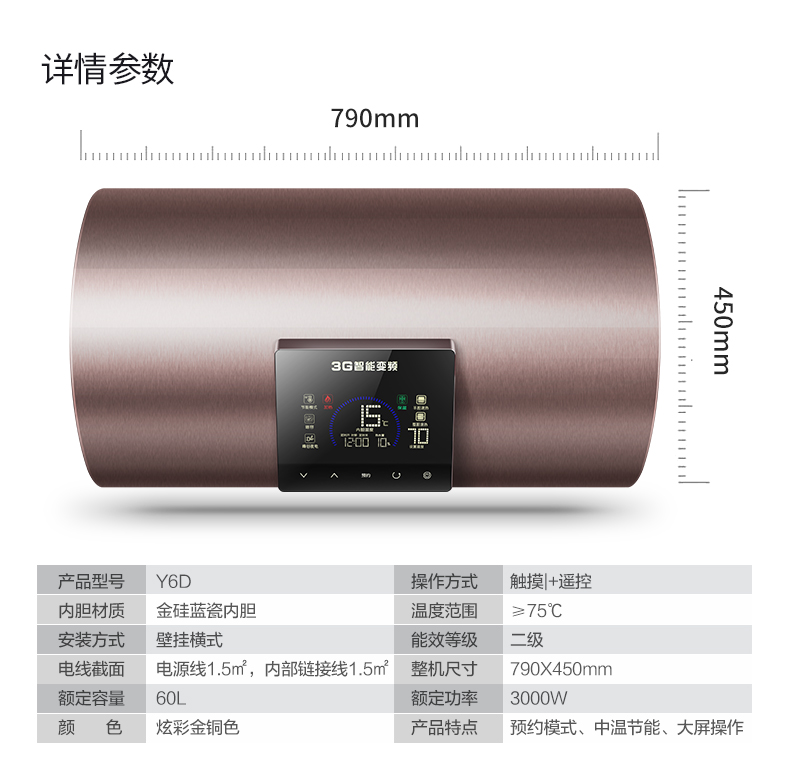 详情参数
790mm
450mm
3G智能变频
15℃
12:00 10%
70
预约
产品型号 Y6D 操作方式 触摸|+遥控
内胆材质 金硅蓝瓷内胆 温度范围 ≥75℃
安装方式 壁挂横式 能效等级 二级
电线截面 电源线1.5㎡，内部链接线1.5㎡ 整机尺寸 790X450mm
额定容量 60L 额定功率 3000W
颜 色 炫彩金铜色 产品特点 预约模式、中温节能、大屏操作